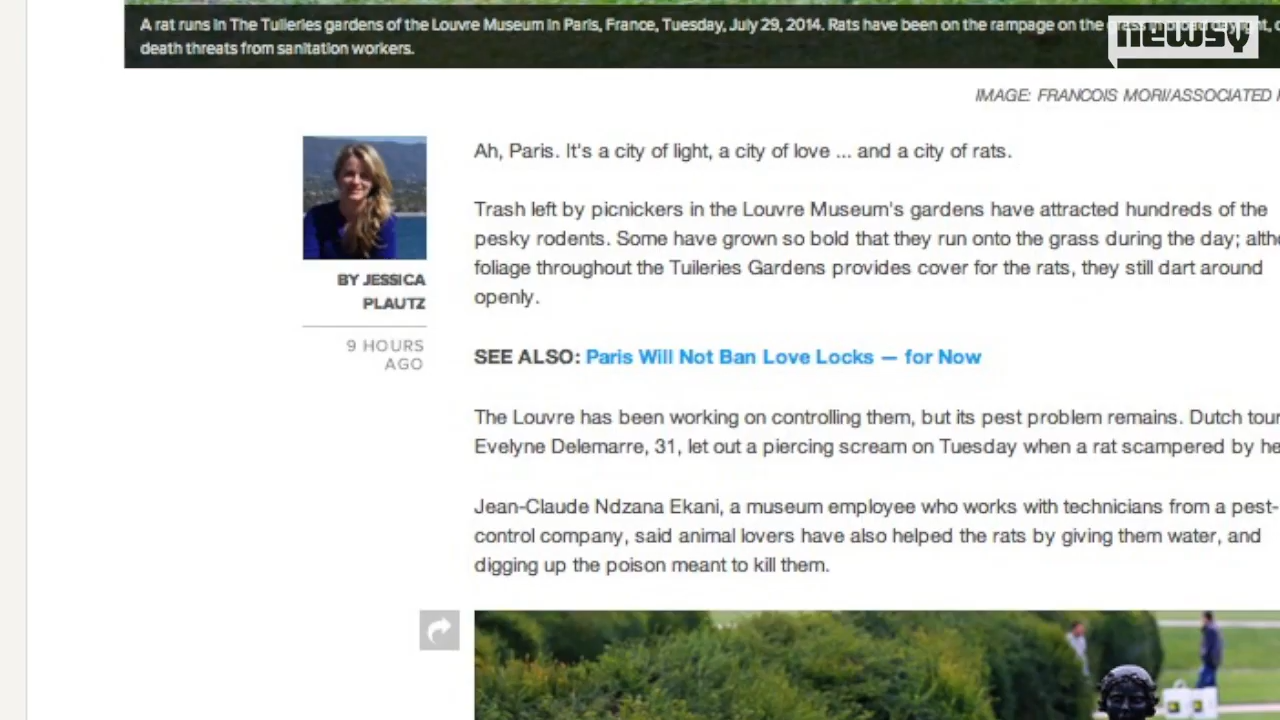 A rat runs in The Tuileries gardens of the Louvre Museum in Paris, France, Tuesday, July 29, 2014. Rats have been on the rampage on the
death threats from sanitation workers.
newsy
IMAGE: FRANCOIS MORI/ASSOCIATED
Ah, Paris. It's a city of light, a city of love ... and a city of rats.
Trash left by picnickers in the Louvre Museum's gardens have attracted hundreds of the
pesky rodents. Some have grown so bold that they run onto the grass during the day; alth
foliage throughout the Tuileries Gardens provides cover for the rats, they still dart around
openly.
BY JESSICA
PLAUTZ
9 HOURS
AGO
SEE ALSO: Paris Will Not Ban Love Locks — for Now
The Louvre has been working on controlling them, but its pest problem remains. Dutch tour
Evelyne Delemarre, 31, let out a piercing scream on Tuesday when a rat scampered by he
Jean-Claude Ndzana Ekani, a museum employee who works with technicians from a pest-
control company, said animal lovers have also helped the rats by giving them water, and
digging up the poison meant to kill them.